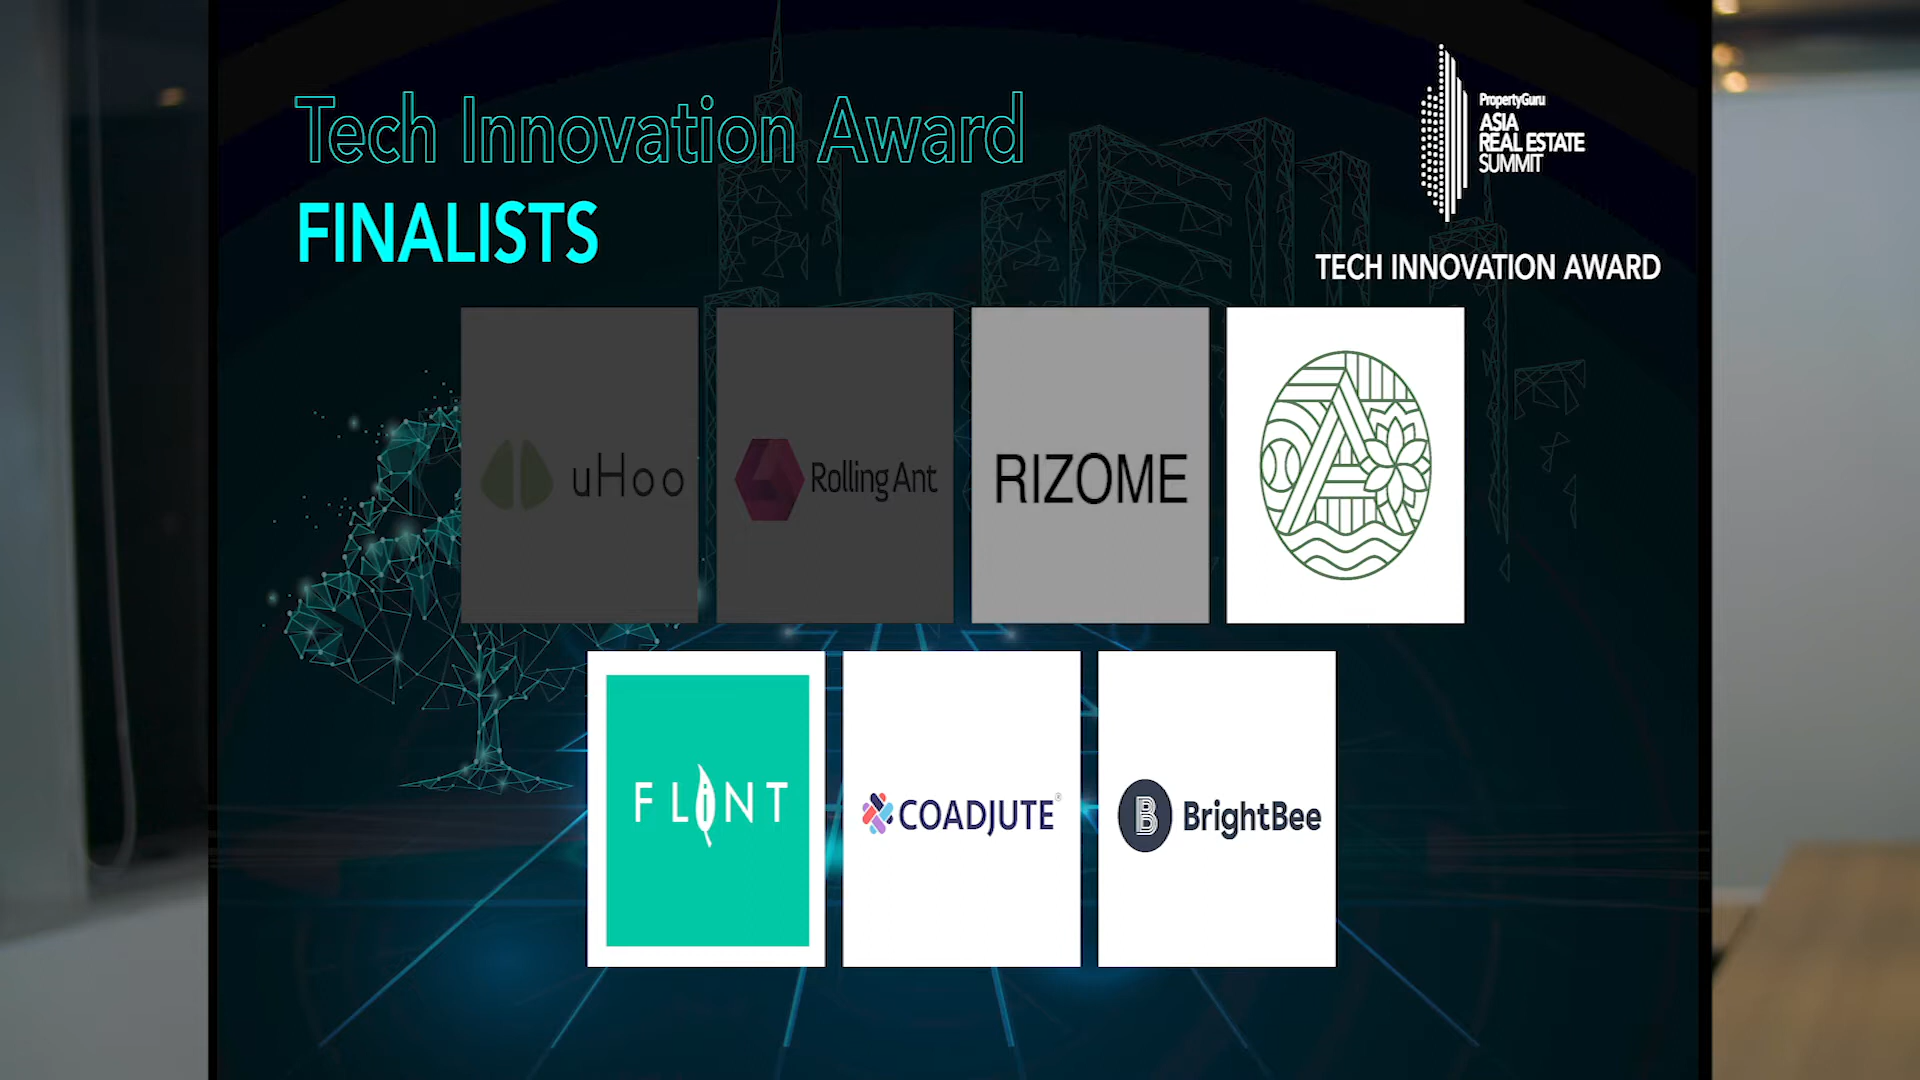 Tech Innovation Award
FINALISTS
PropertyGuru
ASIA
REAL ESTATE
SUMMIT
TECH INNOVATION AWARD
uHoo
Rolling Ant
RIZOME
FLiNT
COADJUTE®
B BrightBee